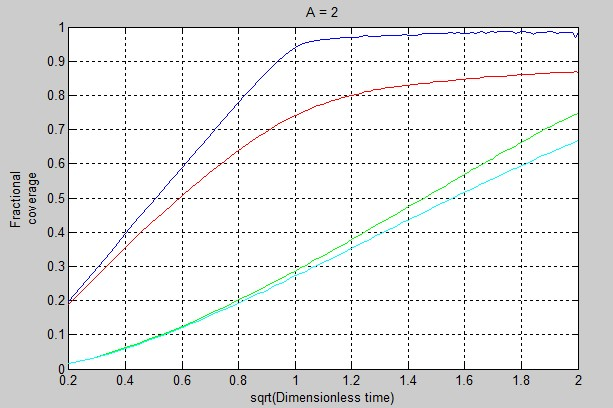 A = 2
1
0.9
0.8
0.7
0.6
0.5
0.4
0.3
0.2
0.1
0
Fractional
coverage
0.2 0.4 0.6 0.8 1 1.2 1.4 1.6 1.8 2
sqrt(Dimensionless time)